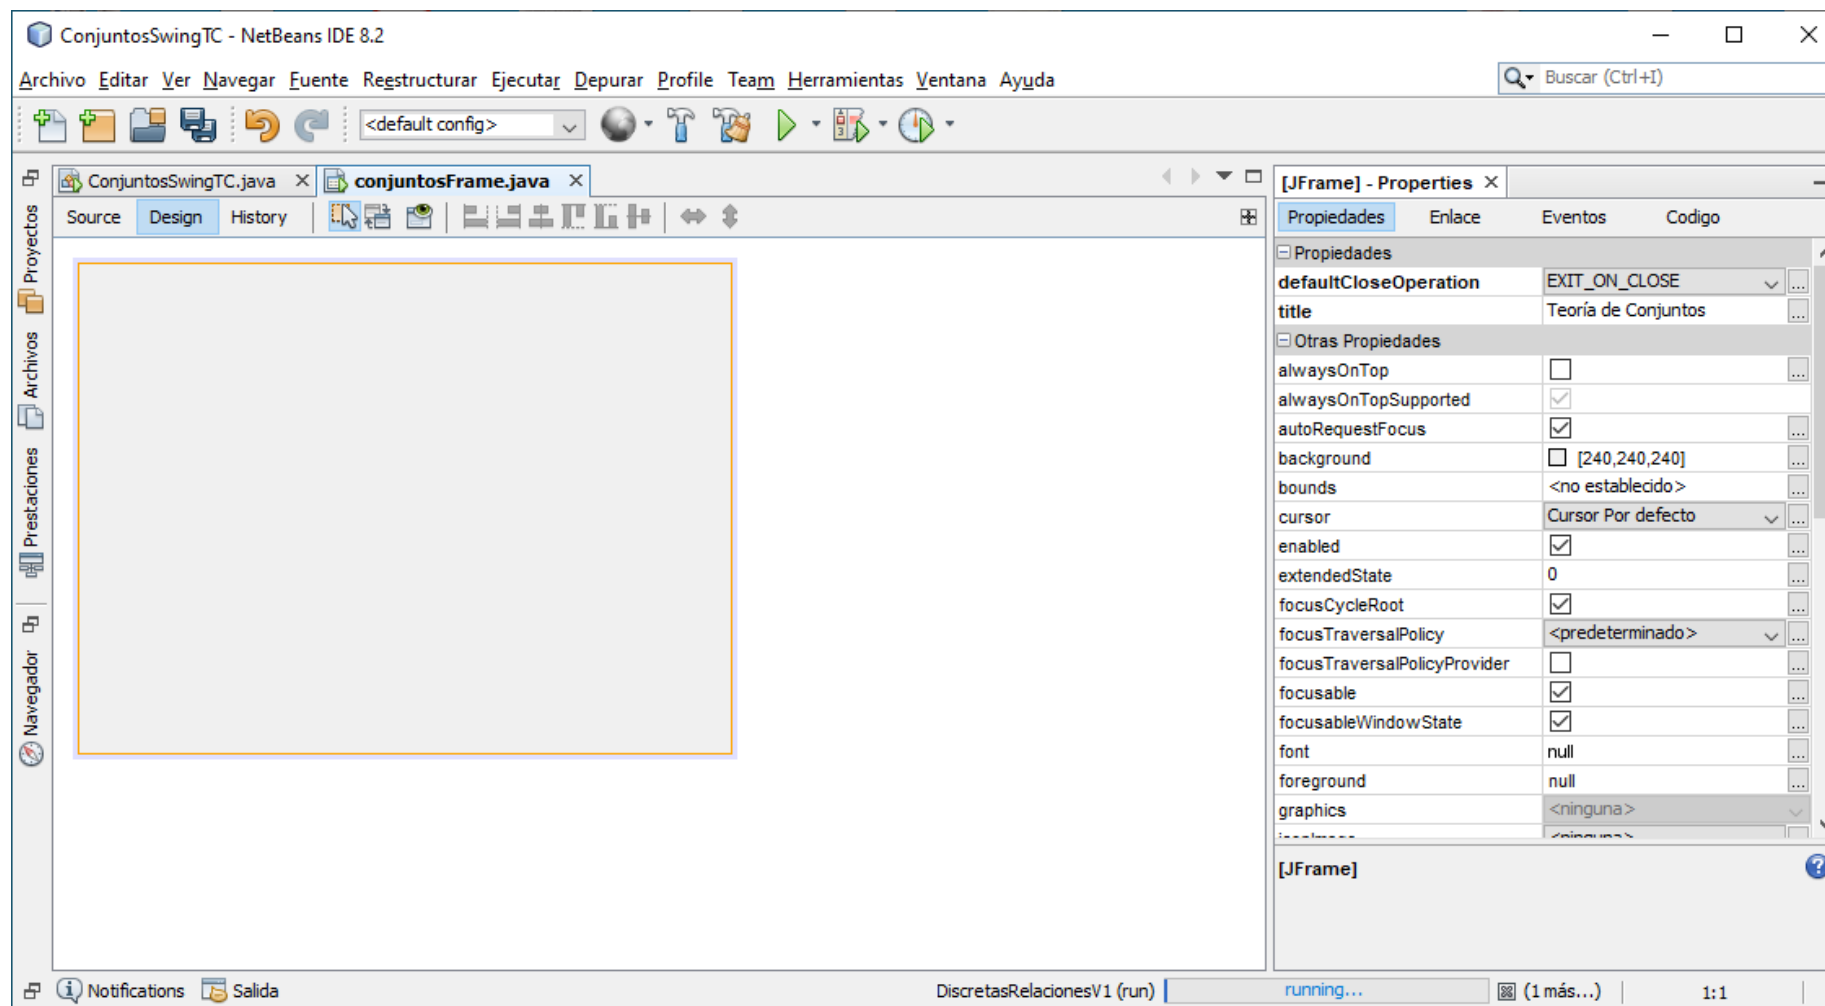 ConjuntosSwingTC - NetBeans IDE 8.2
Archivo Editar Ver Navegar Fuente Reestructurar Ejecutar Depurar Profile Team Herramientas Ventana Ayuda
Buscar (Ctrl+I)
<default config>
ConjuntosSwingTC.java
conjuntosFrame.java
[JFrame] - Properties
Source Design History
Propiedades Enlace Eventos Codigo
Proyectos
Archivos
Prestaciones
Navegador
Propiedades
defaultCloseOperation EXIT_ON_CLOSE ...
title Teoría de Conjuntos ...
Otras Propiedades
alwaysOnTop ...
alwaysOnTopSupported
autoRequestFocus ...
background [240,240,240] ...
bounds <no establecido> ...
cursor Cursor Por defecto ...
enabled ...
extendedState 0 ...
focusCycleRoot ...
focusTraversalPolicy <predeterminado> ...
focusTraversalPolicyProvider ...
focusable ...
focusableWindowState ...
font null ...
foreground null ...
graphics <ninguna>
iconImage <ninguna>
[JFrame]
Notifications Salida DiscretasRelacionesV1 (run) running... (1 más...) 1:1